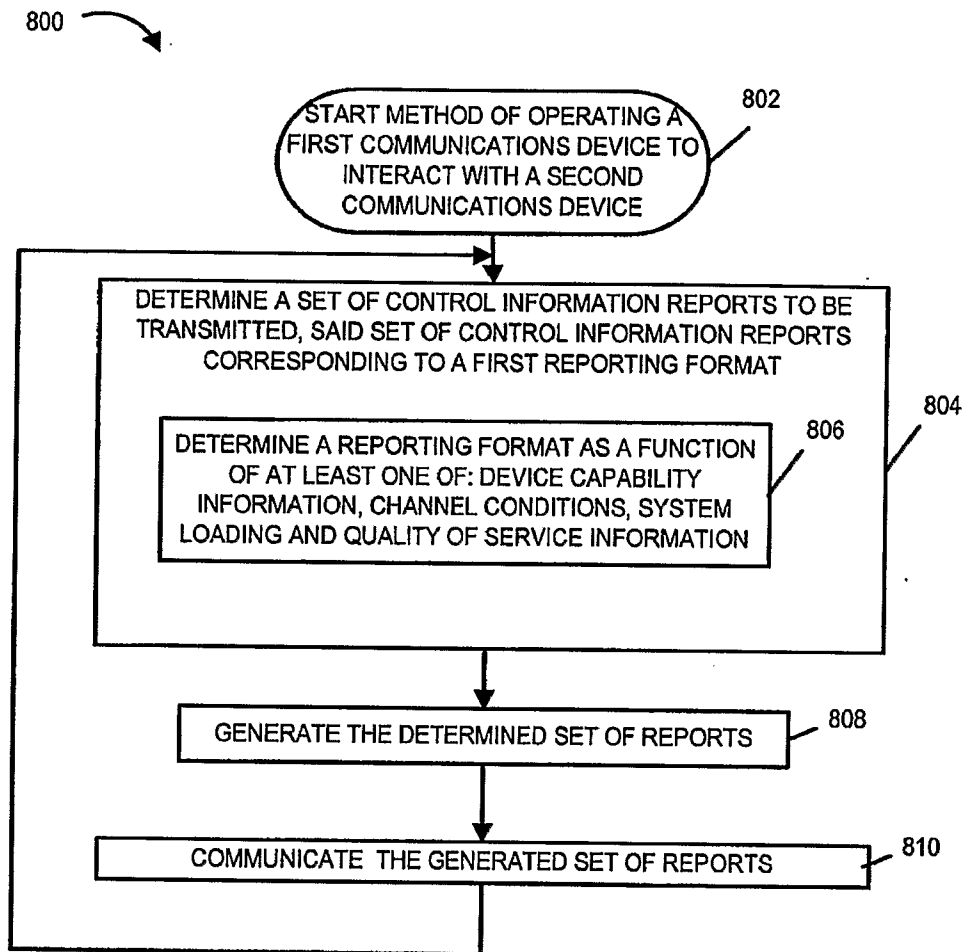 800
START METHOD OF OPERATING A
FIRST COMMUNICATIONS DEVICE TO
INTERACT WITH A SECOND
COMMUNICATIONS DEVICE
802
DETERMINE A SET OF CONTROL INFORMATION REPORTS TO BE
TRANSMITTED, SAID SET OF CONTROL INFORMATION REPORTS
CORRESPONDING TO A FIRST REPORTING FORMAT
804
DETERMINE A REPORTING FORMAT AS A FUNCTION
OF AT LEAST ONE OF: DEVICE CAPABILITY
INFORMATION, CHANNEL CONDITIONS, SYSTEM
LOADING AND QUALITY OF SERVICE INFORMATION
806
GENERATE THE DETERMINED SET OF REPORTS
808
COMMUNICATE THE GENERATED SET OF REPORTS
810